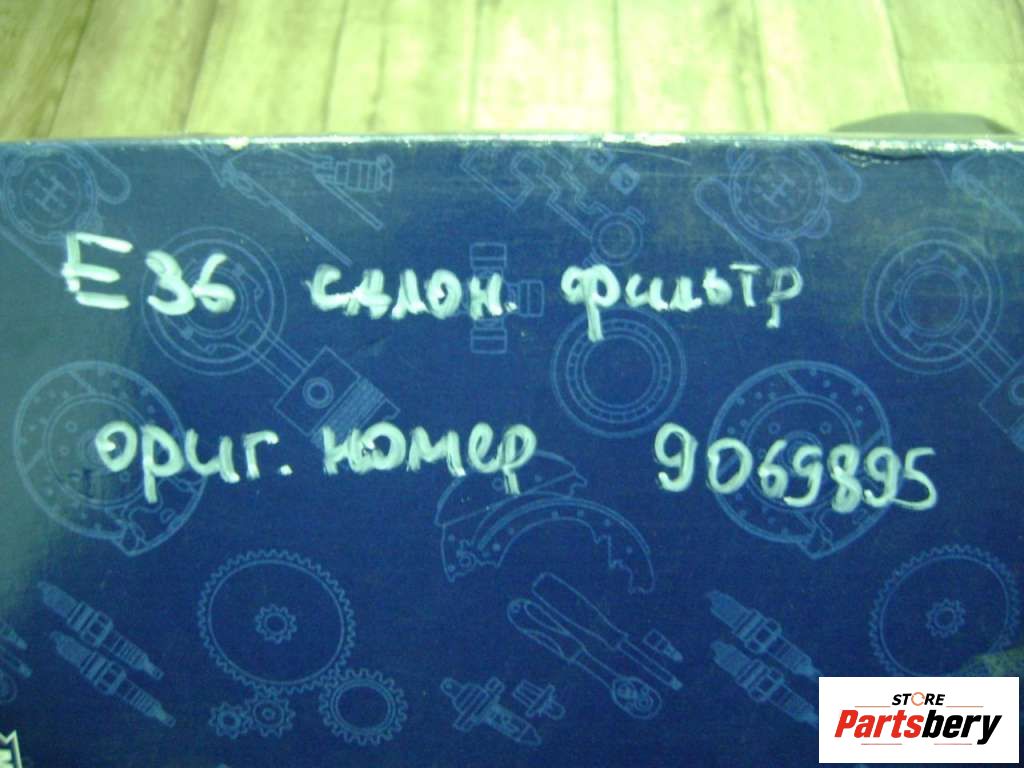 E36 салон. фильтр
ориг. номер 9069895
STORE
Partsbery